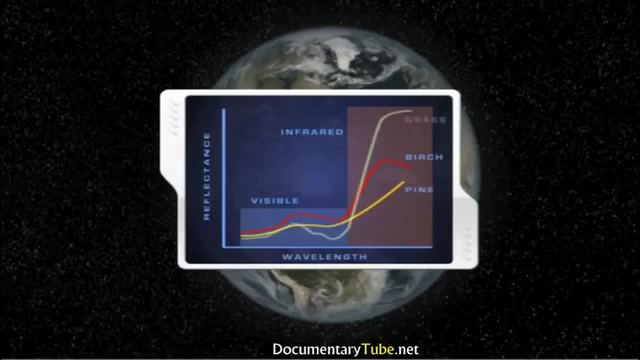 INFRARED
GRASS
BIRCH
VISIBLE
PINE
REFLECTANCE
WAVELENGTH
DocumentaryTube.net